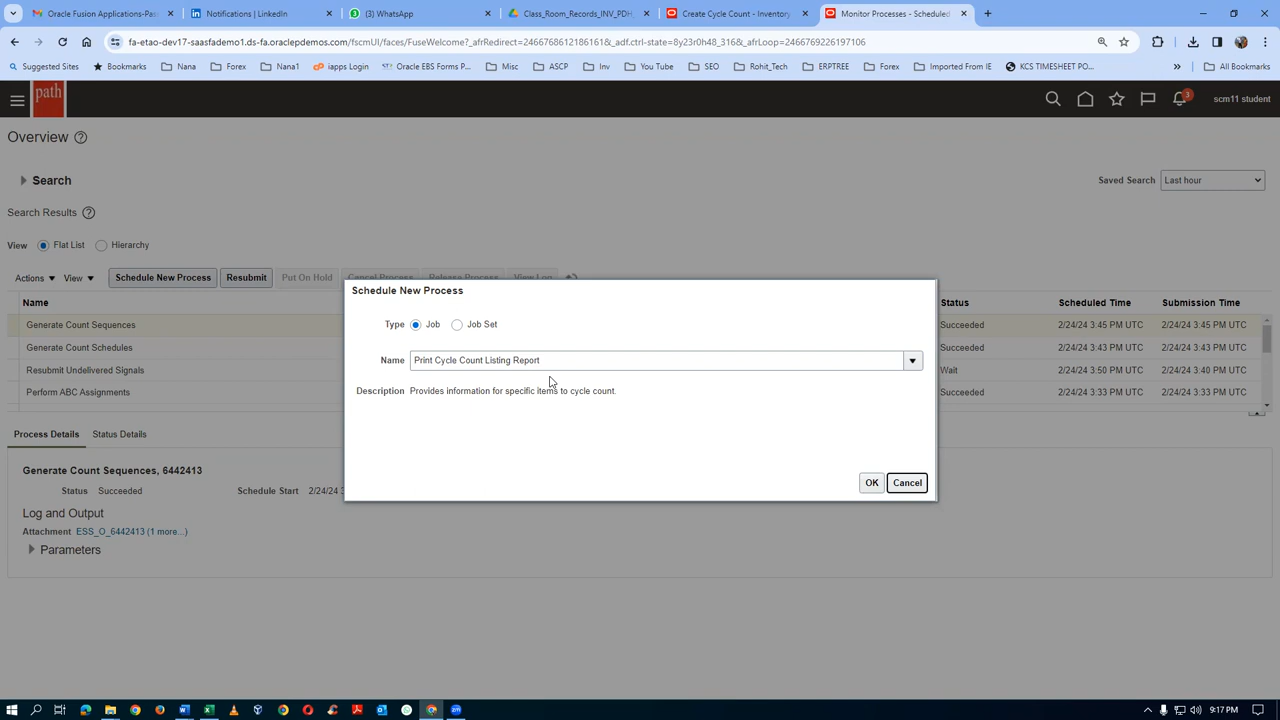 Oracle Fusion Applications-Pas
Notifications | LinkedIn
(3) WhatsApp
Class_Room_Records_INV_PDH
Create Cycle Count - Inventory
Monitor Processes - Scheduled
fa-etao-dev17-saasfademo1.ds-fa.oraclepdemos.com/fscmUI/faces/FuseWelcome?_afrRedirect=2466768612186161&_adf.ctrl-state=8y23r0h48_316&_afrLoop=2466769226197106
Suggested Sites
Bookmarks
Nana
Forex
Nana1
iapps Login
Oracle EBS Forms P...
Misc
ASCP
Inv
You Tube
SEO
Rohit_Tech
ERPTREE
Forex
Imported From IE
KCS TIMESHEET PO...
»
All Bookmarks
path
3
scm11 student
Overview
Search
Saved Search
Last hour
Search Results
View
Flat List
Hierarchy
Actions
View
Schedule New Process
Resubmit
Put On Hold
Cancel Process
Release Process
View Log
Name
Status
Scheduled Time
Submission Time
Generate Count Sequences
Succeeded
2/24/24 3:45 PM UTC
2/24/24 3:45 PM UTC
Generate Count Schedules
Succeeded
2/24/24 3:43 PM UTC
2/24/24 3:43 PM UTC
Resubmit Undelivered Signals
Wait
2/24/24 3:50 PM UTC
2/24/24 3:40 PM UTC
Perform ABC Assignments
Succeeded
2/24/24 3:33 PM UTC
2/24/24 3:33 PM UTC
Schedule New Process
Type
Job
Job Set
Name
Print Cycle Count Listing Report
Description
Provides information for specific items to cycle count.
OK
Cancel
Process Details
Status Details
Generate Count Sequences, 6442413
Status
Succeeded
Schedule Start
2/24/24 3
Log and Output
Attachment
ESS_O_6442413 (1 more...)
Parameters
9:17 PM